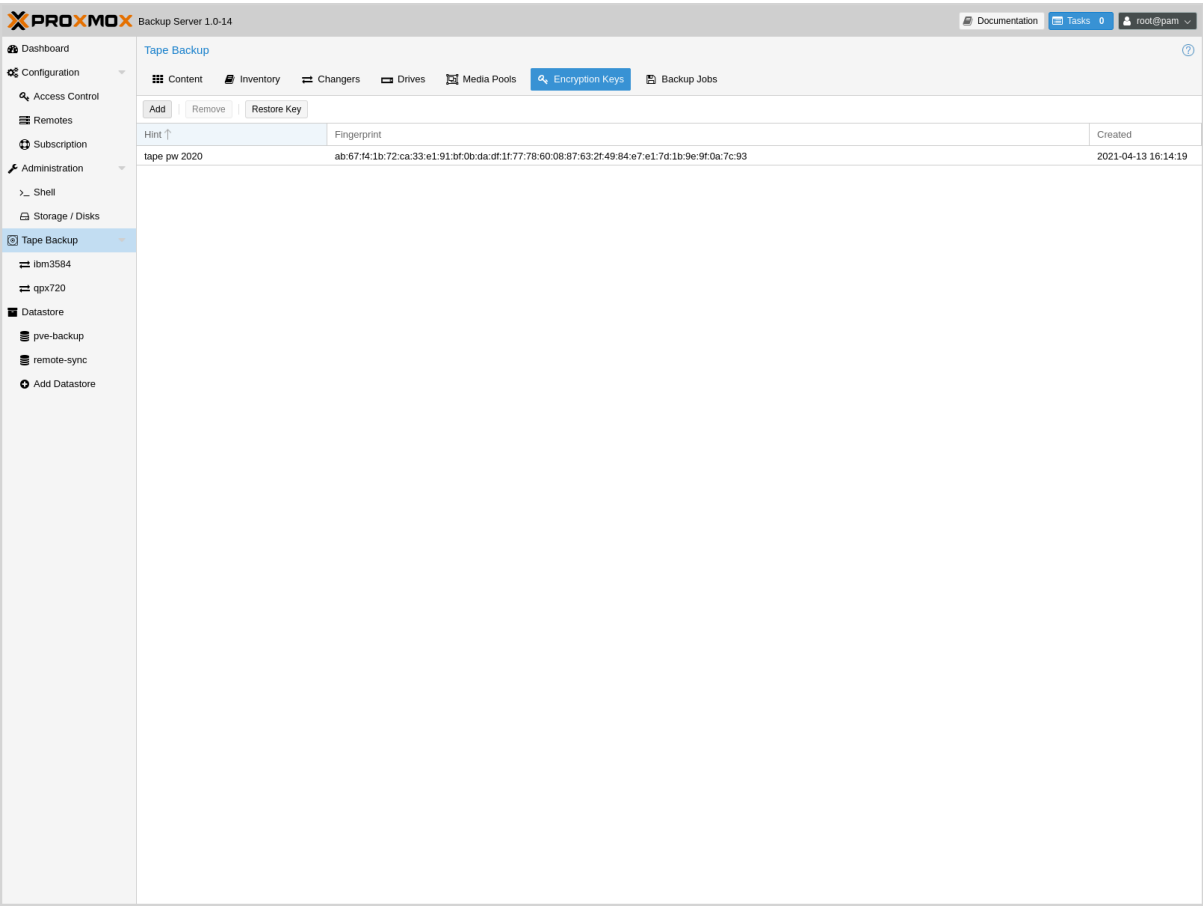 PROXMOX Backup Server 1.0-14
Documentation Tasks 0 root@pam
Dashboard
Configuration
Access Control
Remotes
Subscription
Administration
Shell
Storage / Disks
Tape Backup
ibm3584
qpx720
Datastore
pve-backup
remote-sync
Add Datastore
Tape Backup
Content Inventory Changers Drives Media Pools Encryption Keys Backup Jobs
Add Remove Restore Key
Hint Fingerprint Created
tape pw 2020 ab:67:f4:1b:72:ca:33:e1:91:bf:0b:da:df:1f:77:78:60:08:87:63:2f:49:84:e7:e1:7d:1b:9e:9f:0a:7c:93 2021-04-13 16:14:19